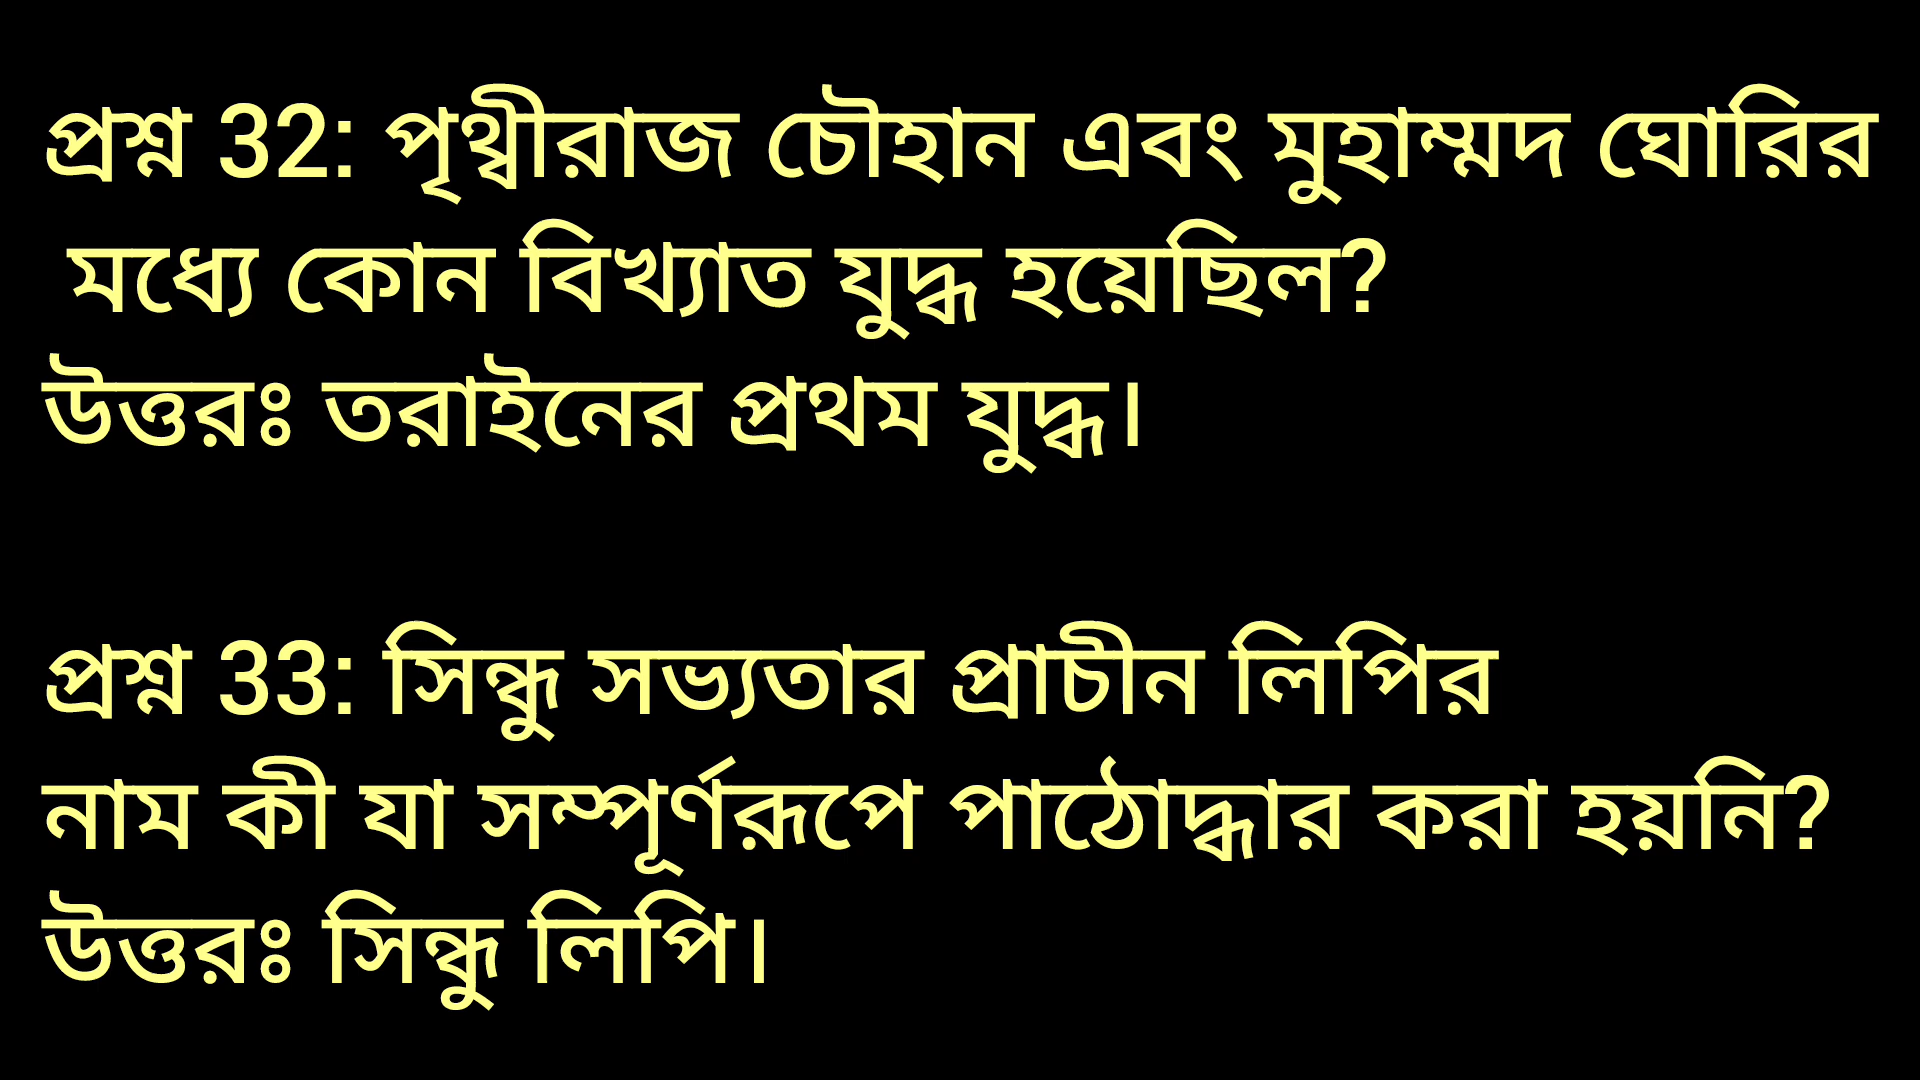 প্রশ্ন 32: পৃথ্বীরাজ চৌহান এবং মুহাম্মদ ঘোরির
মধ্যে কোন বিখ্যাত যুদ্ধ হয়েছিল?
উত্তরঃ তরাইনের প্রথম যুদ্ধ।
প্রশ্ন 33: সিন্ধু সভ্যতার প্রাচীন লিপির
নাম কী যা সম্পূর্ণরূপে পাঠোদ্ধার করা হয়নি?
উত্তরঃ সিন্ধু লিপি।